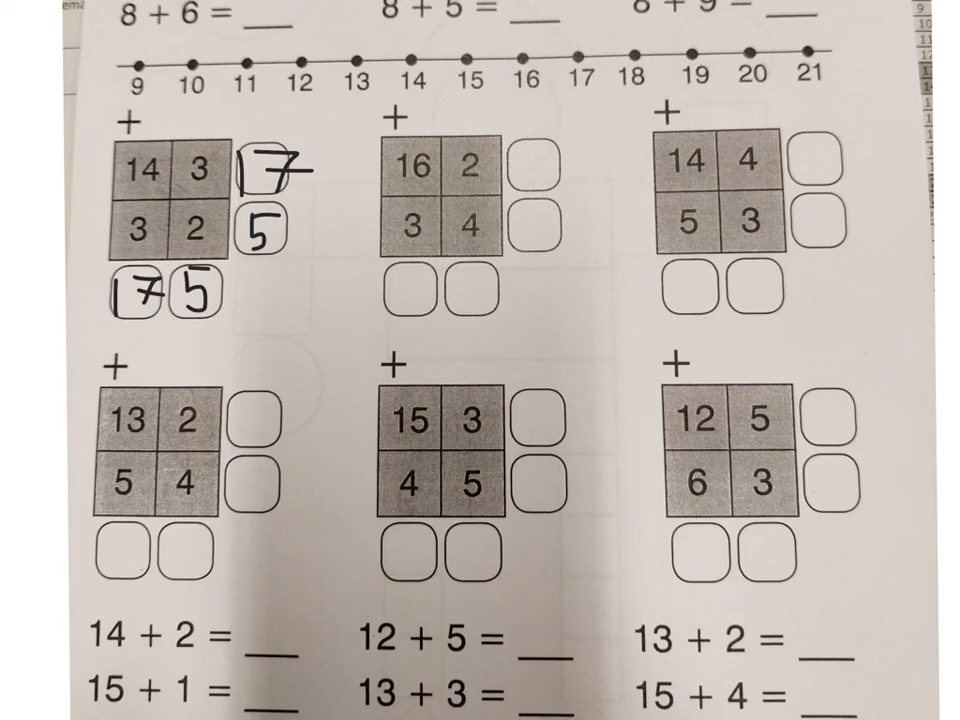 8 + 6 = ___ 8 + 5 = ___ 8 + 9 = ___
9 10 11 12 13 14 15 16 17 18 19 20 21
+ + +
14 3 17 16 2 14 4
3 2 5 3 4 5 3
17 5
+ + +
13 2 15 3 12 5
5 4 4 5 6 3
14 + 2 = ___ 12 + 5 = ___ 13 + 2 = ___
15 + 1 = ___ 13 + 3 = ___ 15 + 4 = ___